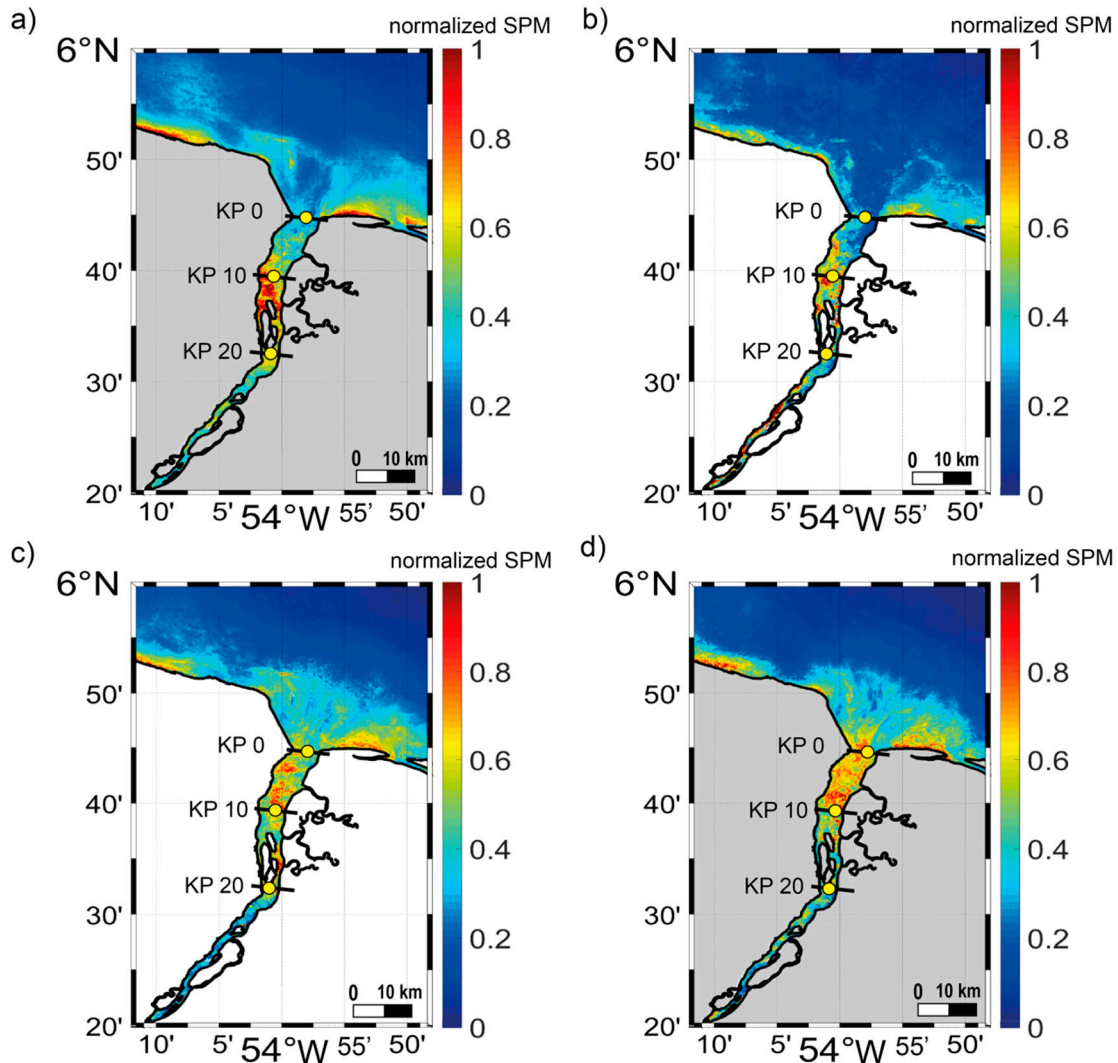 a)
normalized SPM
6°N
50'
40'
30'
20'
KP 0
KP 10
KP 20
0 10 km
10' 5' 54°W 55' 50'
1
0.8
0.6
0.4
0.2
0
b)
normalized SPM
6°N
50'
40'
30'
20'
KP 0
KP 10
KP 20
0 10 km
10' 5' 54°W 55' 50'
1
0.8
0.6
0.4
0.2
0
c)
normalized SPM
6°N
50'
40'
30'
20'
KP 0
KP 10
KP 20
0 10 km
10' 5' 54°W 55' 50'
1
0.8
0.6
0.4
0.2
0
d)
normalized SPM
6°N
50'
40'
30'
20'
KP 0
KP 10
KP 20
0 10 km
10' 5' 54°W 55' 50'
1
0.8
0.6
0.4
0.2
0